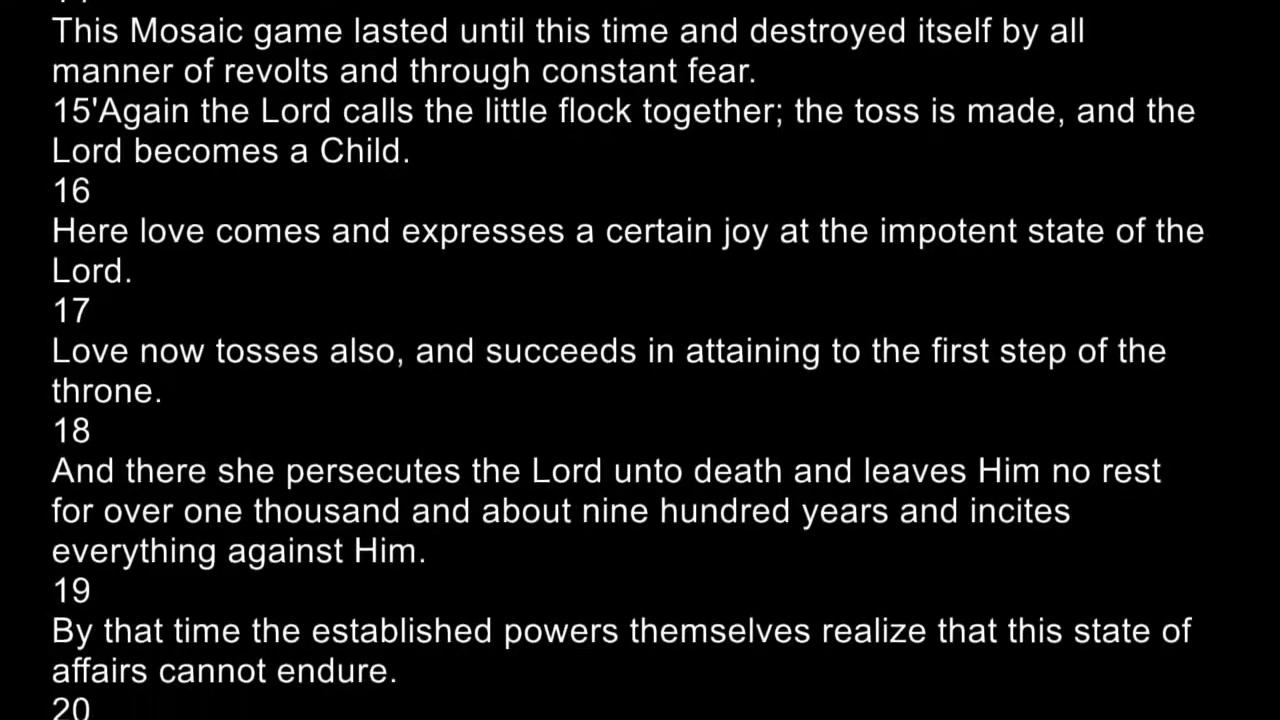 This Mosaic game lasted until this time and destroyed itself by all
manner of revolts and through constant fear.
15'Again the Lord calls the little flock together; the toss is made, and the
Lord becomes a Child.
16
Here love comes and expresses a certain joy at the impotent state of the
Lord.
17
Love now tosses also, and succeeds in attaining to the first step of the
throne.
18
And there she persecutes the Lord unto death and leaves Him no rest
for over one thousand and about nine hundred years and incites
everything against Him.
19
By that time the established powers themselves realize that this state of
affairs cannot endure.
20